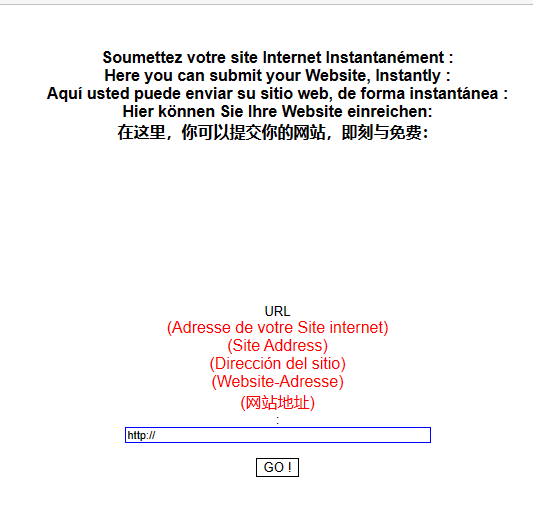 Soumettez votre site Internet Instantanément :
Here you can submit your Website, Instantly :
Aquí usted puede enviar su sitio web, de forma instantánea :
Hier können Sie Ihre Website einreichen:
在这里，你可以提交你的网站，即刻与免费：
URL
(Adresse de votre Site internet)
(Site Address)
(Dirección del sitio)
(Website-Adresse)
(网站地址)
:
http://
GO !